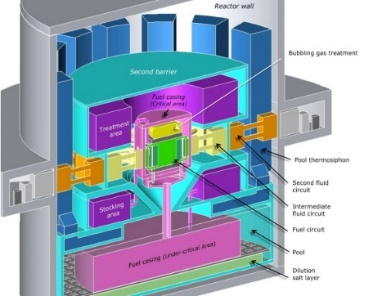 Reactor wall
Bubbling gas treatment
Second barrier
Fuel casing
(Critical area)
Treatment
area
Pool thermosiphon
Second fluid
circuit
Intermediate
fluid circuit
Stocking
area
Fuel circuit
Pool
Fuel casing (Under-critical Area)
Dilution
salt layer